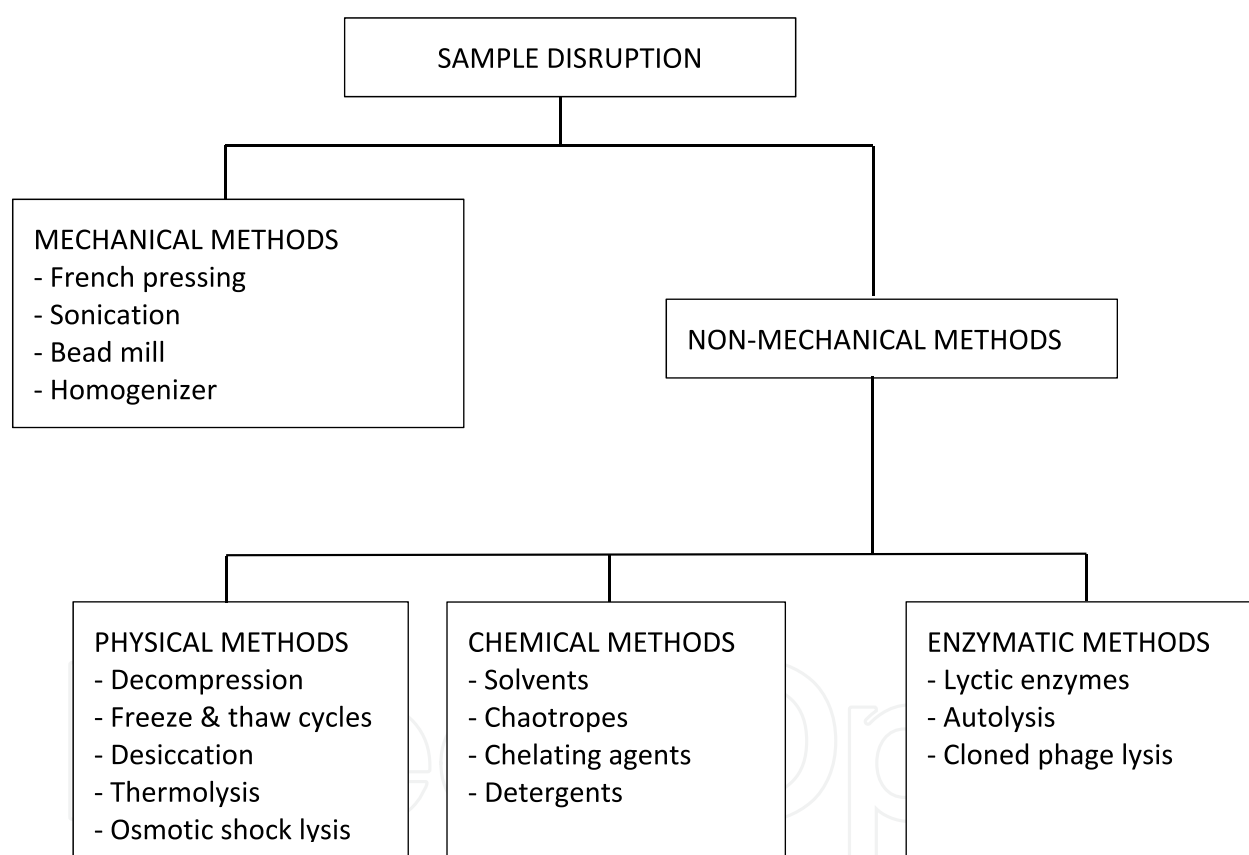 SAMPLE DISRUPTION
MECHANICAL METHODS
- French pressing
- Sonication
- Bead mill
- Homogenizer
NON-MECHANICAL METHODS
PHYSICAL METHODS
- Decompression
- Freeze & thaw cycles
- Desiccation
- Thermolysis
- Osmotic shock lysis
CHEMICAL METHODS
- Solvents
- Chaotropes
- Chelating agents
- Detergents
ENZYMATIC METHODS
- Lyctic enzymes
- Autolysis
- Cloned phage lysis